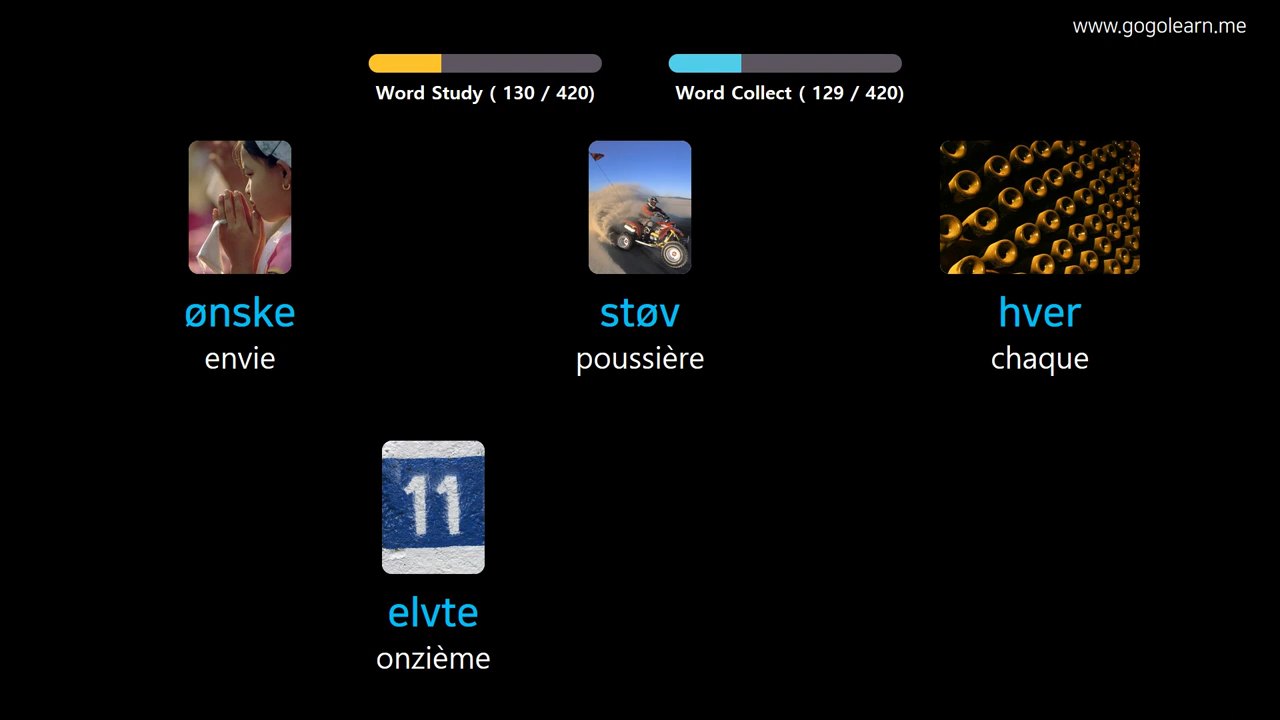 www.gogolearn.me
Word Study ( 130 / 420)
Word Collect ( 129 / 420)
ønske
envie
støv
poussière
hver
chaque
11
elvte
onzième